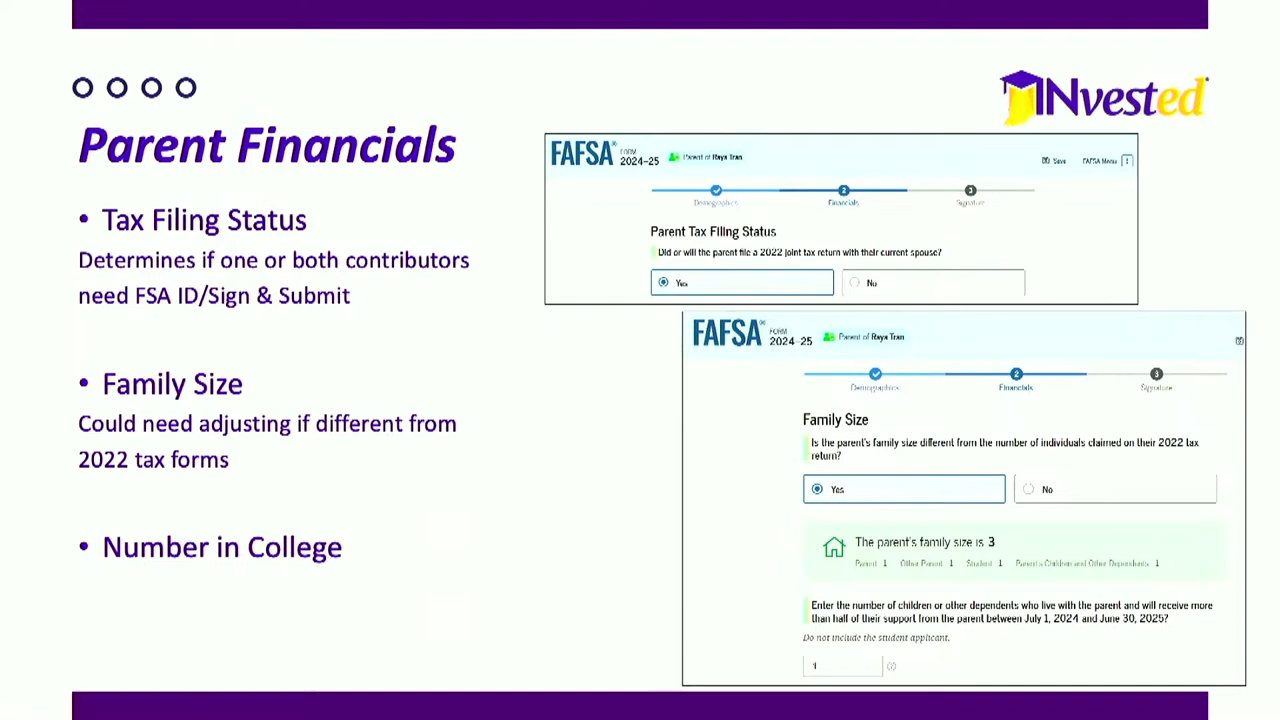 INvested
Parent Financials
• Tax Filing Status
Determines if one or both contributors
need FSA ID/Sign & Submit
• Family Size
Could need adjusting if different from
2022 tax forms
• Number in College
FAFSA® FORM 2024–25 Parent of Raya Tran Save FAFSA Menu
2
3
Demographics Financials Signature
Parent Tax Filing Status
Did or will the parent file a 2022 joint tax return with their current spouse?
Yes No
FAFSA® FORM 2024–25 Parent of Raya Tran
2
3
Demographics Financials Signature
Family Size
Is the parent's family size different from the number of individuals claimed on their 2022 tax
return?
Yes No
The parent's family size is 3
Parent 1 Other Parent 1 Student 1 Parent's Children and Other Dependents 1
Enter the number of children or other dependents who live with the parent and will receive more
than half of their support from the parent between July 1, 2024 and June 30, 2025?
Do not include the student applicant.
1